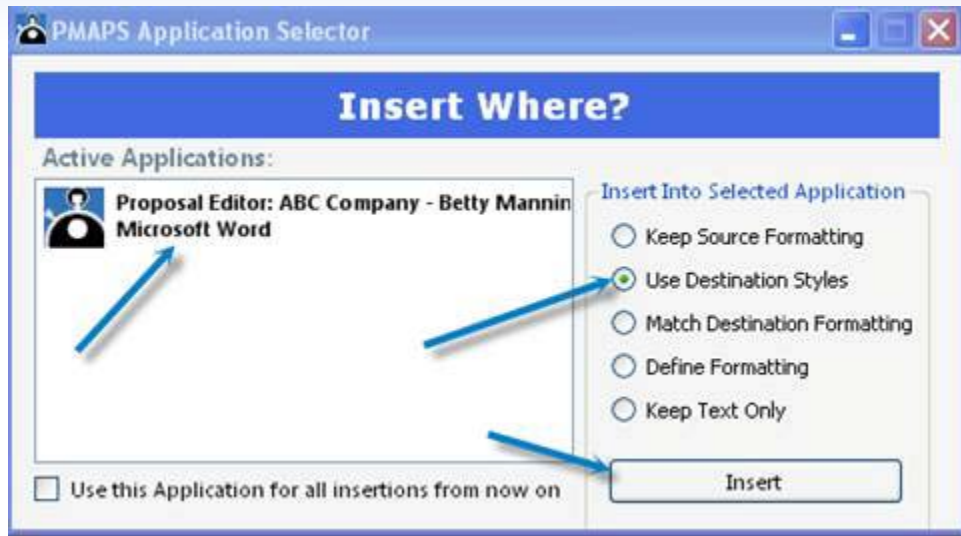 PMAPS Application Selector
Insert Where?
Active Applications:
Proposal Editor: ABC Company - Betty Mannin
Microsoft Word
Use this Application for all insertions from now on
Insert Into Selected Application
Keep Source Formatting
Use Destination Styles
Match Destination Formatting
Define Formatting
Keep Text Only
Insert